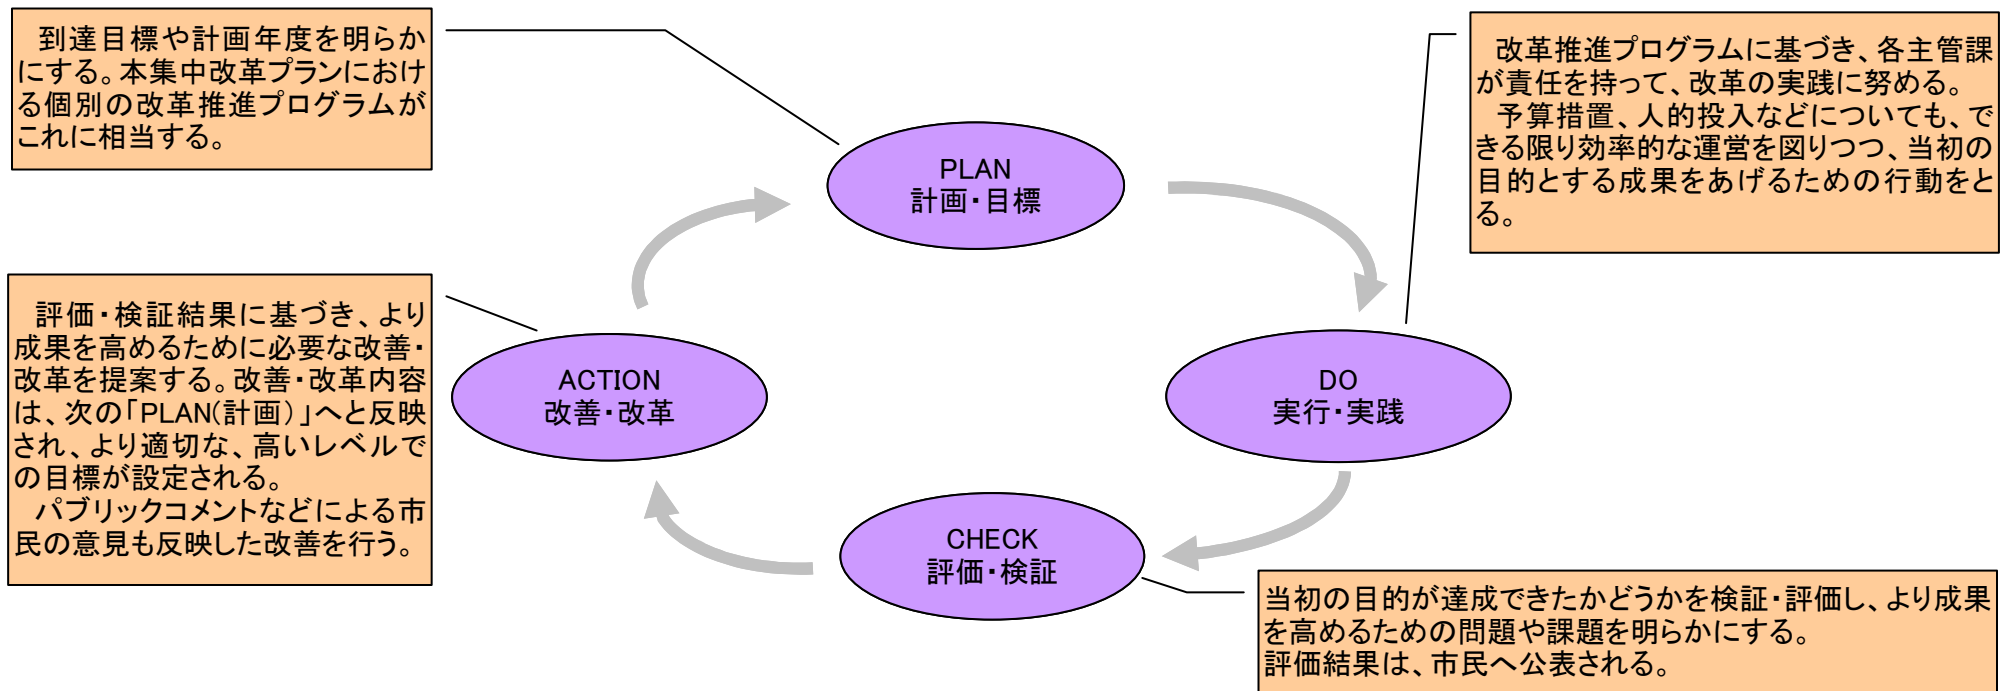 到達目標や計画年度を明らか
にする。本集中改革プランにおけ
る個別の改革推進プログラムが
これに相当する。
PLAN
計画・目標
改革推進プログラムに基づき、各主管課
が責任を持って、改革の実践に努める。
予算措置、人的投入などについても、で
きる限り効率的な運営を図りつつ、当初の
目的とする成果をあげるための行動をと
る。
DO
実行・実践
CHECK
評価・検証
当初の目的が達成できたかどうかを検証・評価し、より成果
を高めるための問題や課題を明らかにする。
評価結果は、市民へ公表される。
ACTION
改善・改革
評価・検証結果に基づき、より
成果を高めるために必要な改善・
改革を提案する。改善・改革内容
は、次の「PLAN(計画)」へと反映
され、より適切な、高いレベルで
の目標が設定される。
パブリックコメントなどによる市
民の意見も反映した改善を行う。